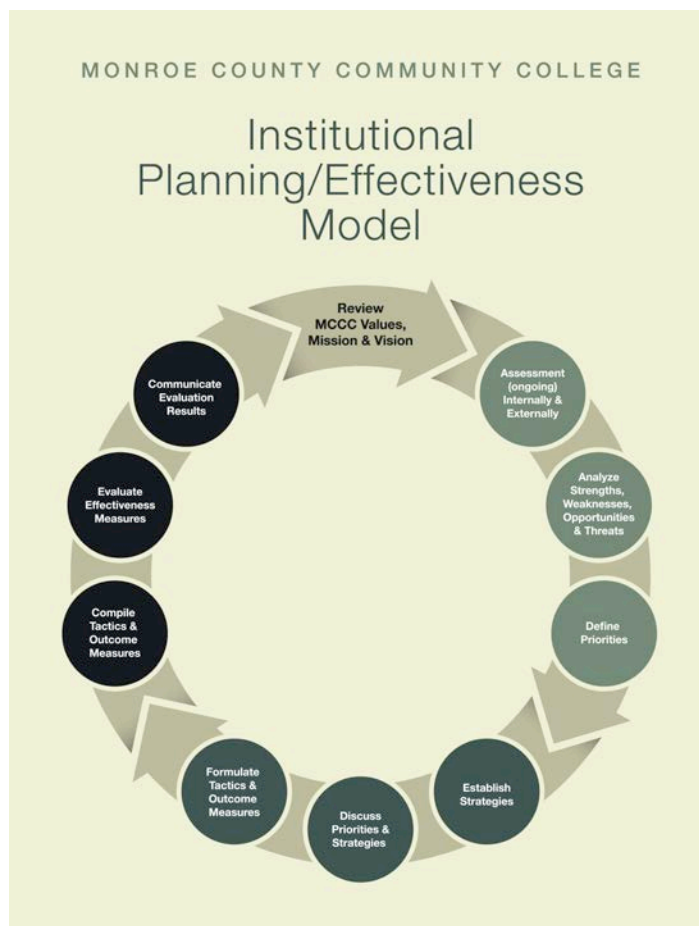 MONROE COUNTY COMMUNITY COLLEGE
Institutional
Planning/Effectiveness
Model
Review
MCCC Values,
Mission & Vision
Assessment
(ongoing)
Internally &
Externally
Analyze
Strengths,
Weaknesses,
Opportunities
& Threats
Define
Priorities
Establish
Strategies
Discuss
Priorities &
Strategies
Formulate
Tactics &
Outcome
Measures
Compile
Tactics &
Outcome
Measures
Evaluate
Effectiveness
Measures
Communicate
Evaluation
Results